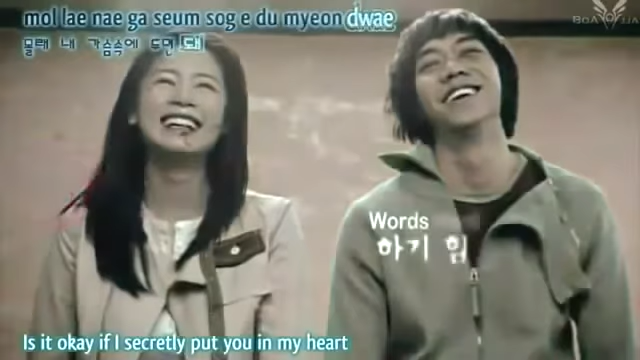 mol lae nae ga seum sog e du myeon dwae
몰래 내 가슴속에 두면 돼
Words
하기 힘
Is it okay if I secretly put you in my heart